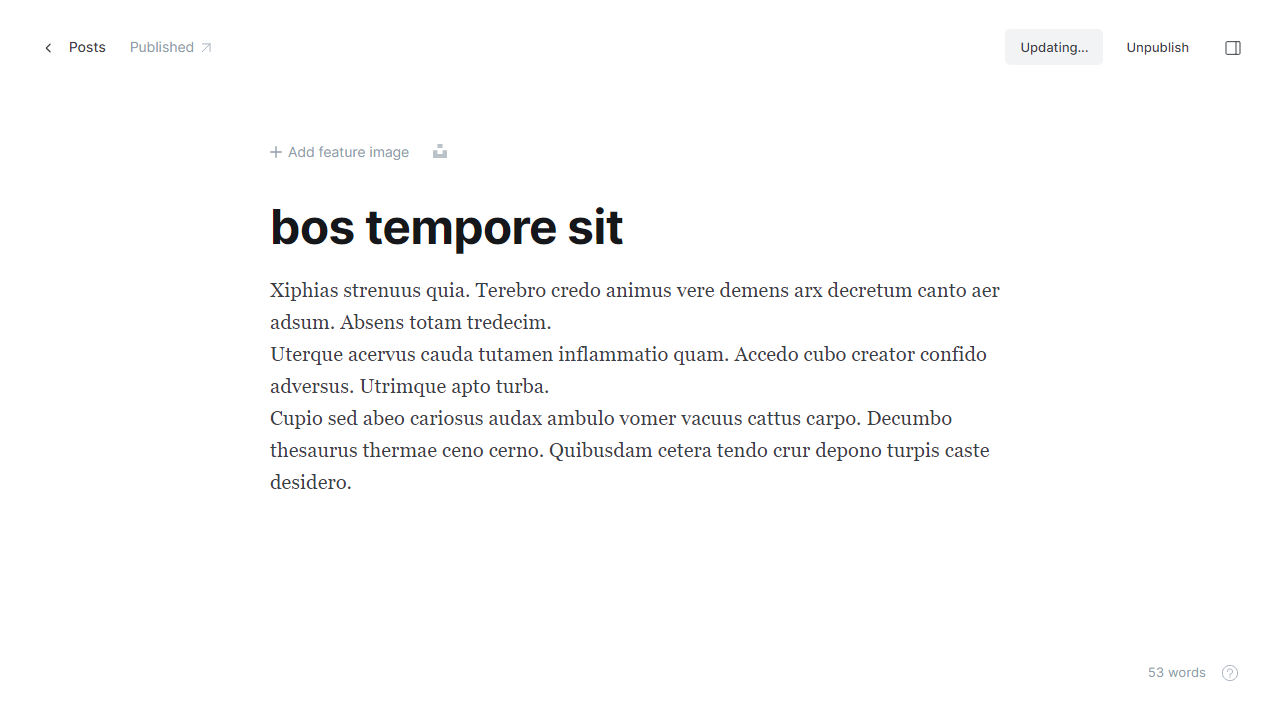 Posts
Published
Updating...
Unpublish
Add feature image
bos tempore sit
Xiphias strenuus quia. Terebro credo animus vere demens arx decretum canto aer
adsum. Absens totam tredecim.
Uterque acervus cauda tutamen inflammatio quam. Accedo cubo creator confido
adversus. Utrimque apto turba.
Cupio sed abeo cariosus audax ambulo vomer vacuus cattus carpo. Decumbo
thesaurus thermae ceno cerno. Quibusdam cetera tendo crur depono turpis caste
desidero.
53 words